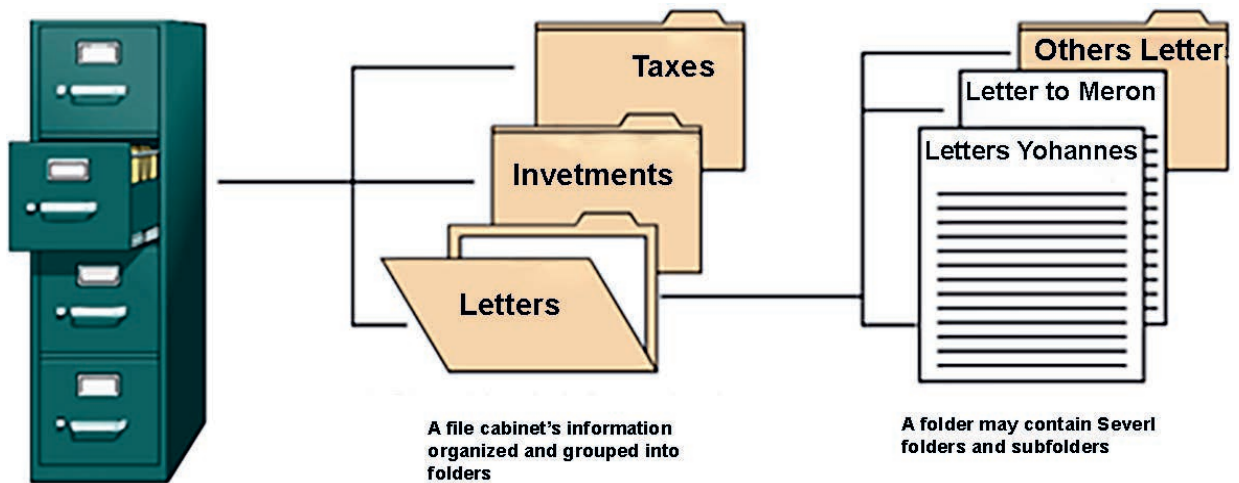 Taxes
Invetments
Letters
Others Letter
Letter to Meron
Letters Yohannes
A file cabinet's information
organized and grouped into
folders
A folder may contain Severl
folders and subfolders